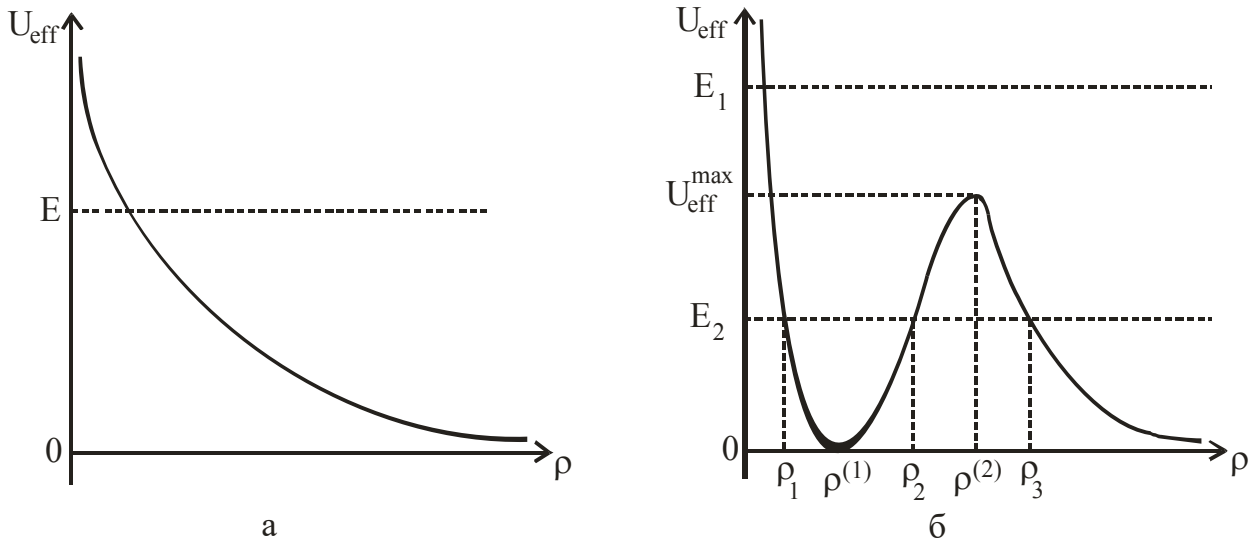 U_eff
E
0
ρ
а
U_eff
E_1
U_eff^max
E_2
0
ρ_1 ρ^(1) ρ_2 ρ^(2) ρ_3
ρ
б